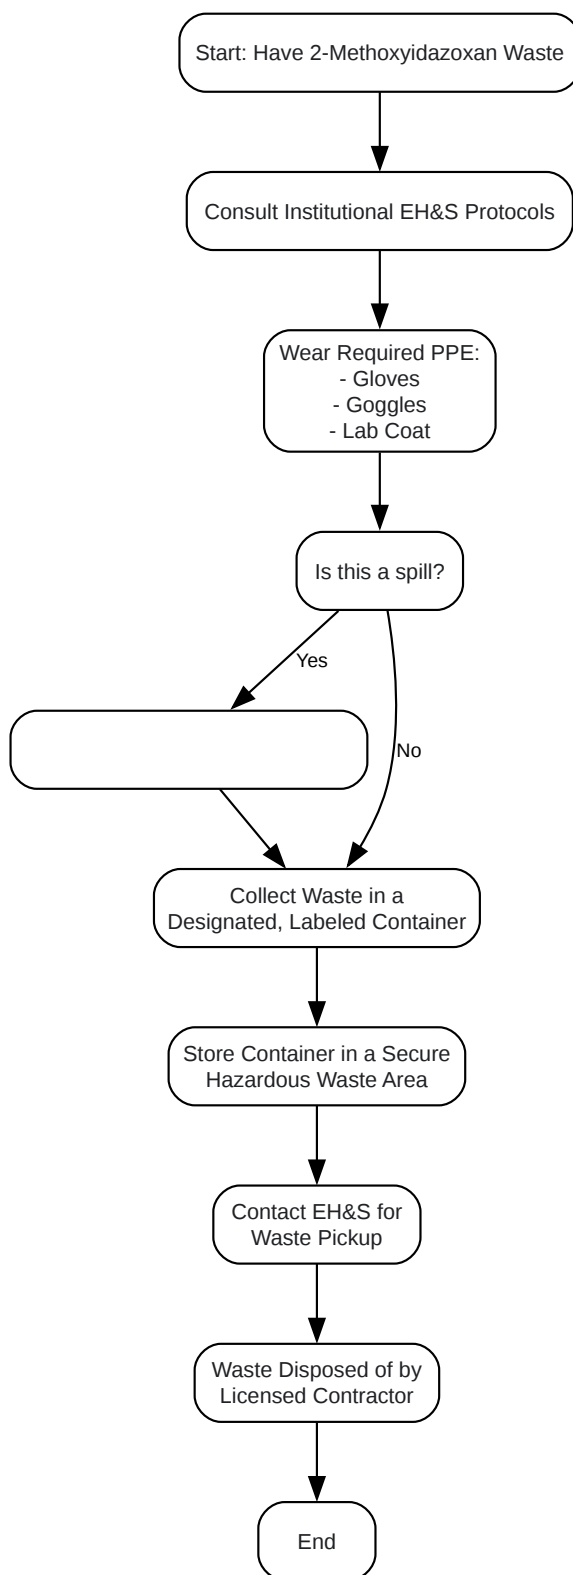 Start: Have 2-Methoxyidazoxan Waste
Consult Institutional EH&S Protocols
Wear Required PPE:
- Gloves
- Goggles
- Lab Coat
Is this a spill?
Yes
No
Collect Waste in a
Designated, Labeled Container
Store Container in a Secure
Hazardous Waste Area
Contact EH&S for
Waste Pickup
Waste Disposed of by
Licensed Contractor
End